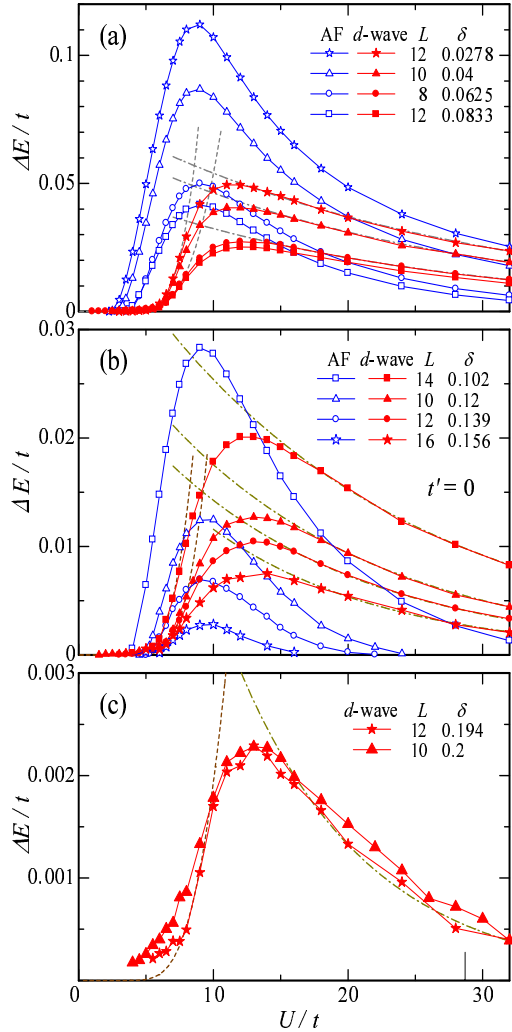 (a)
AF d-wave L δ
12 0.0278
10 0.04
8 0.0625
12 0.0833
0.1
0.05
0
ΔE / t
(b)
AF d-wave L δ
14 0.102
10 0.12
12 0.139
16 0.156
t′= 0
0.03
0.02
0.01
0
ΔE / t
(c)
d-wave L δ
12 0.194
10 0.2
0.003
0.002
0.001
ΔE / t
0 10 20 30
U / t